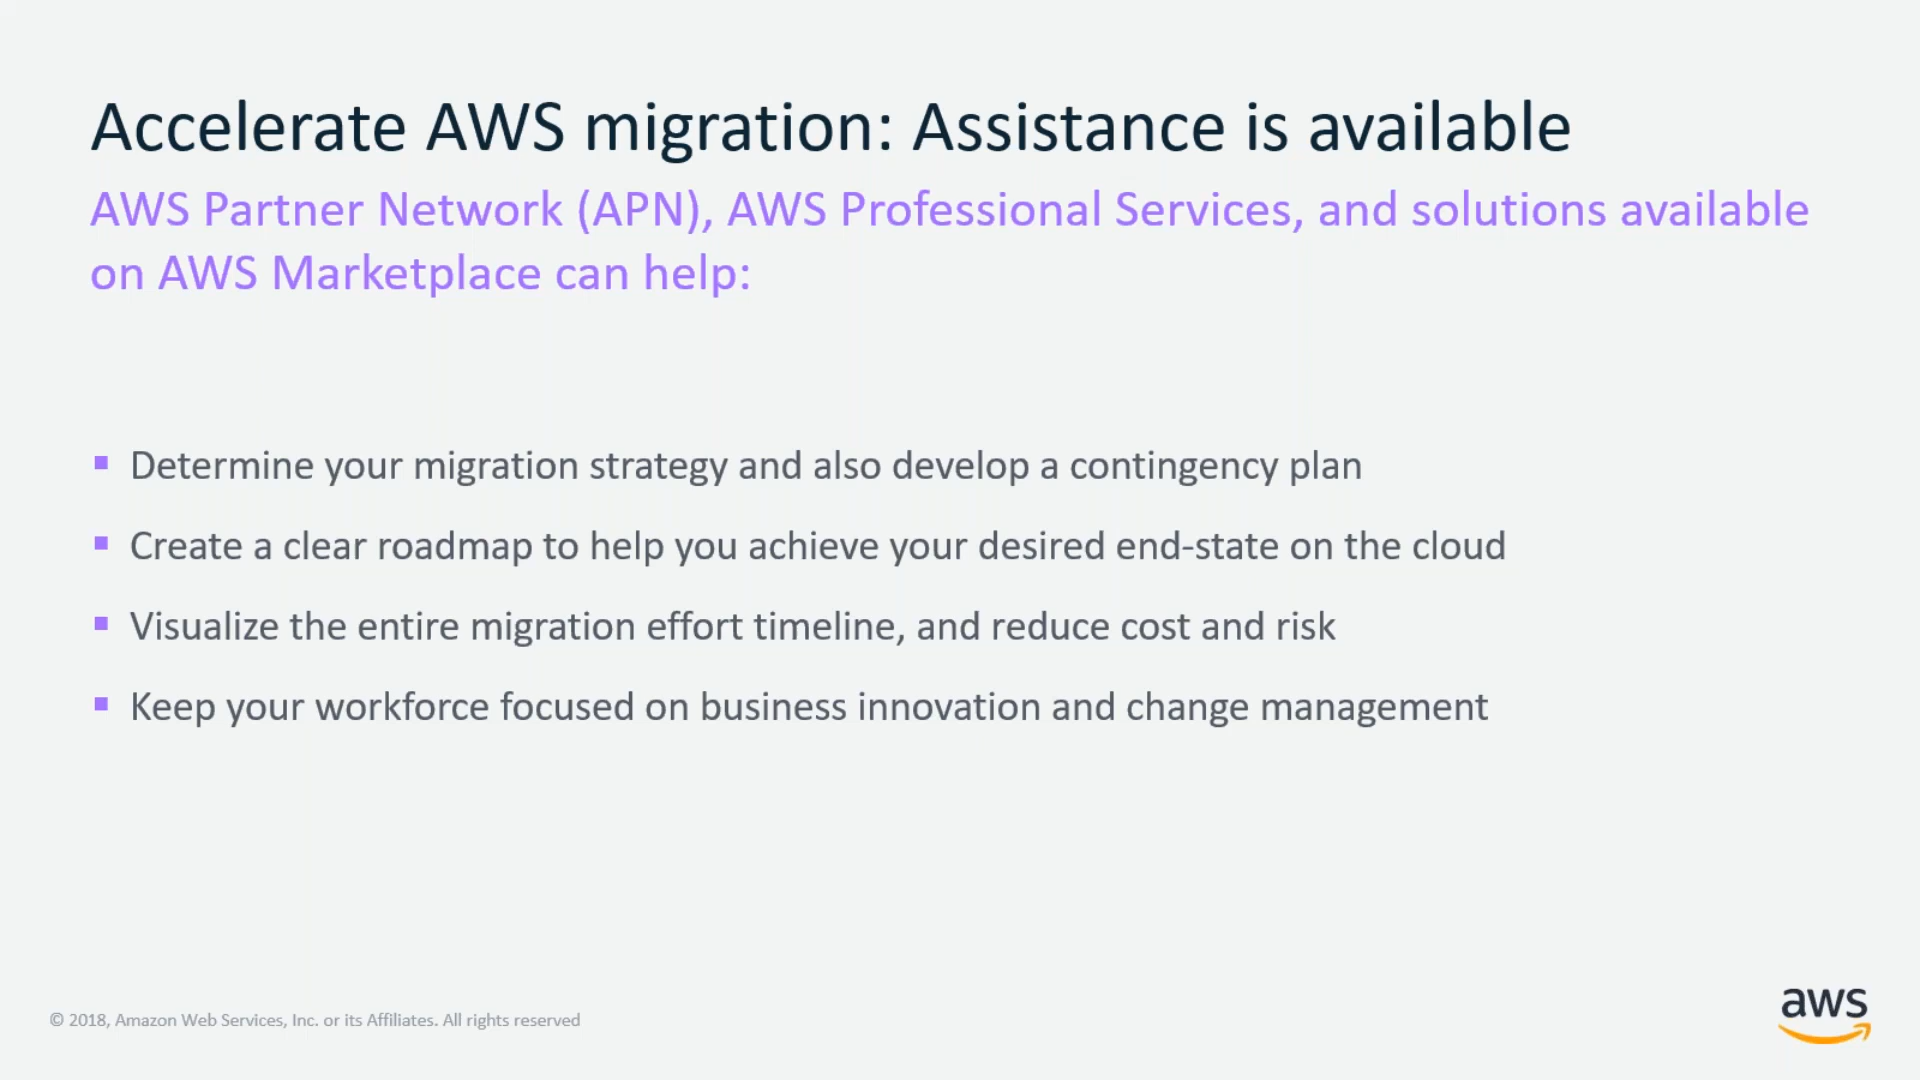 Accelerate AWS migration: Assistance is available
AWS Partner Network (APN), AWS Professional Services, and solutions available
on AWS Marketplace can help:
▪ Determine your migration strategy and also develop a contingency plan
▪ Create a clear roadmap to help you achieve your desired end-state on the cloud
▪ Visualize the entire migration effort timeline, and reduce cost and risk
▪ Keep your workforce focused on business innovation and change management
© 2018, Amazon Web Services, Inc. or its Affiliates. All rights reserved
aws